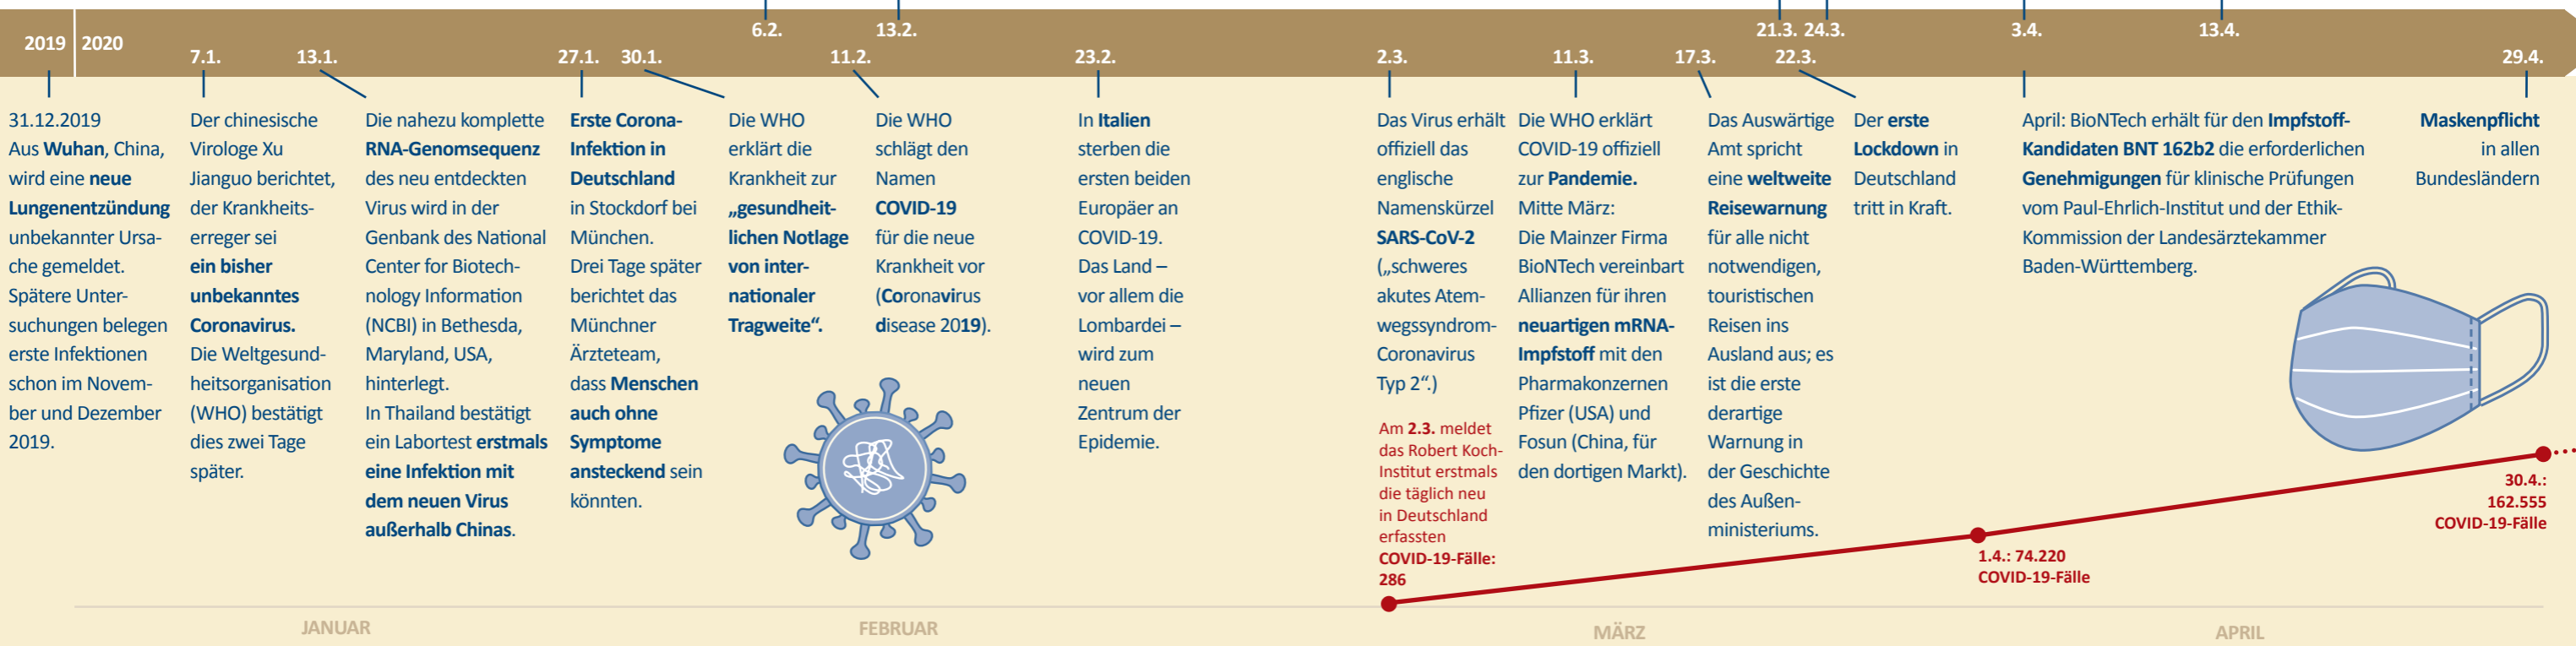 6.2.
13.2.
21.3. 24.3.
3.4.
13.4.
2019
2020
7.1.
13.1.
27.1.
30.1.
11.2.
23.2.
2.3.
11.3.
17.3.
22.3.
29.4.
31.12.2019
Aus Wuhan, China,
wird eine neue
Lungenentzündung
unbekannter Ursa-
che gemeldet.
Spätere Unter-
suchungen belegen
erste Infektionen
schon im Novem-
ber und Dezember
2019.
Der chinesische
Virologe Xu
Jianguo berichtet,
der Krankheits-
erreger sei
ein bisher
unbekanntes
Coronavirus.
Die Weltgesund-
heitsorganisation
(WHO) bestätigt
dies zwei Tage
später.
Die nahezu komplette
RNA-Genomsequenz
des neu entdeckten
Virus wird in der
Genbank des National
Center for Biotech-
nology Information
(NCBI) in Bethesda,
Maryland, USA,
hinterlegt.
In Thailand bestätigt
ein Labortest erstmals
eine Infektion mit
dem neuen Virus
außerhalb Chinas.
Erste Corona-
Infektion in
Deutschland
in Stockdorf bei
München.
Drei Tage später
berichtet das
Münchner
Ärzteteam,
dass Menschen
auch ohne
Symptome
ansteckend sein
könnten.
Die WHO
erklärt die
Krankheit zur
„gesundheit-
lichen Notlage
von inter-
nationaler
Tragweite“.
Die WHO
schlägt den
Namen
COVID-19
für die neue
Krankheit vor
(Coronavirus
disease 2019).
In Italien
sterben die
ersten beiden
Europäer an
COVID-19.
Das Land –
vor allem die
Lombardei –
wird zum
neuen
Zentrum der
Epidemie.
Das Virus erhält
offiziell das
englische
Namenskürzel
SARS-CoV-2
(„schweres
akutes Atem-
wegssyndrom-
Coronavirus
Typ 2“.)
Am 2.3. meldet
das Robert Koch-
Institut erstmals
die täglich neu
in Deutschland
erfassten
COVID-19-Fälle:
286
Die WHO erklärt
COVID-19 offiziell
zur Pandemie.
Mitte März:
Die Mainzer Firma
BioNTech vereinbart
Allianzen für ihren
neuartigen mRNA-
Impfstoff mit den
Pharmakonzernen
Pfizer (USA) und
Fosun (China, für
den dortigen Markt).
Das Auswärtige
Amt spricht
eine weltweite
Reisewarnung
für alle nicht
notwendigen,
touristischen
Reisen ins
Ausland aus; es
ist die erste
derartige
Warnung in
der Geschichte
des Außen-
ministeriums.
Der erste
Lockdown in
Deutschland
tritt in Kraft.
April: BioNTech erhält für den Impfstoff-
Kandidaten BNT 162b2 die erforderlichen
Genehmigungen für klinische Prüfungen
vom Paul-Ehrlich-Institut und der Ethik-
Kommission der Landesärztekammer
Baden-Württemberg.
Maskenpflicht
in allen
Bundesländern
1.4.: 74.220
COVID-19-Fälle
30.4.:
162.555
COVID-19-Fälle
JANUAR
FEBRUAR
MÄRZ
APRIL